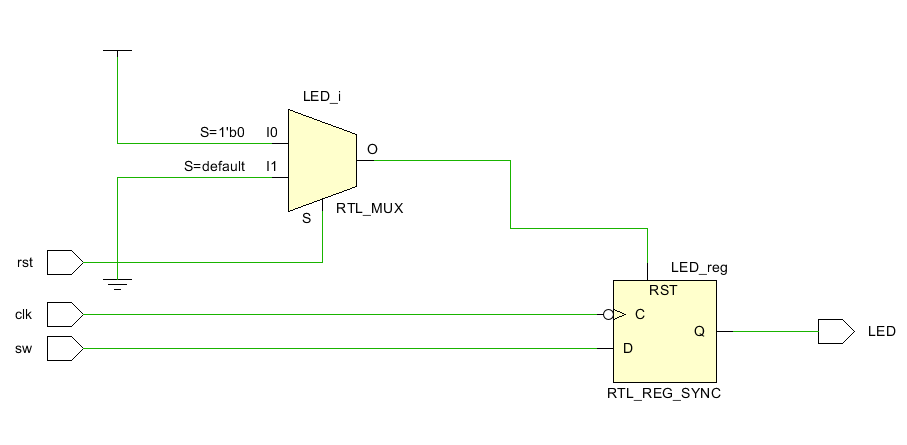 LED_i
S=1'b0 I0
O
S=default I1
S RTL_MUX
rst
LED_reg
RST
clk
C
Q
LED
sw
D
RTL_REG_SYNC